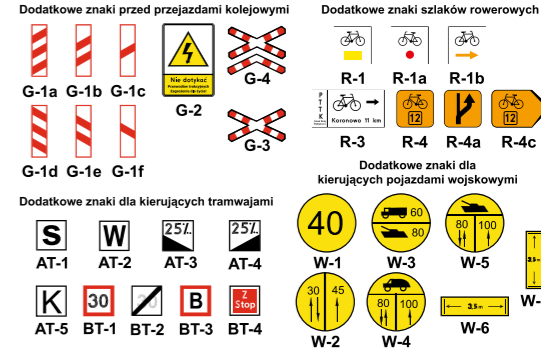 Dodatkowe znaki przed przejazdami kolejowymi
G-1a G-1b G-1c
Nie dotykać
G-2
G-4
G-3
G-1d G-1e G-1f
Dodatkowe znaki szlaków rowerowych
R-1 R-1a R-1b
PTTK
Koronowo 11 km
12
12
R-3 R-4 R-4a R-4c
Dodatkowe znaki dla kierujących tramwajami
S W 25% 25%
AT-1 AT-2 AT-3 AT-4
K 30 30 B Z Stop
AT-5 BT-1 BT-2 BT-3 BT-4
Dodatkowe znaki dla
kierujących pojazdami wojskowymi
40
60
80
80 100
W-1 W-3 W-5
30 45
80 100
3,5 m
3,5 m
W-2 W-4 W-6
W-